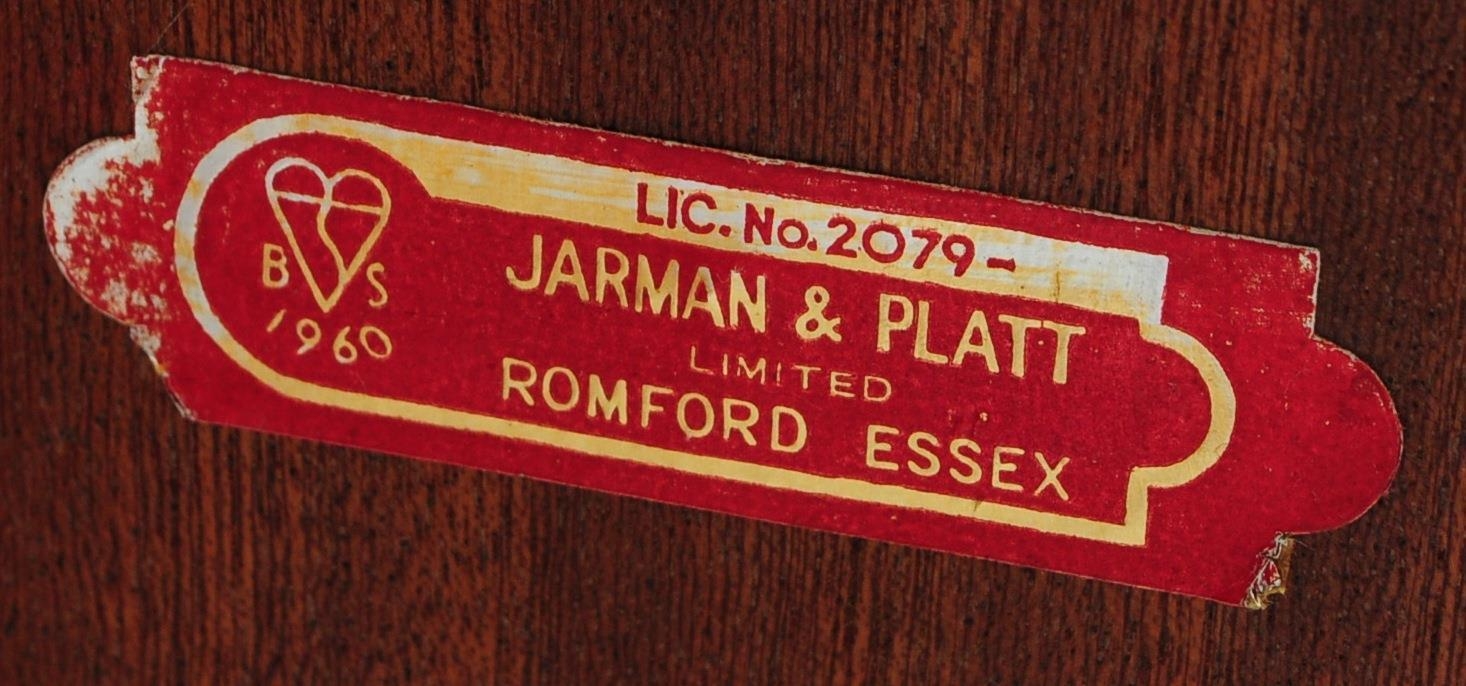 LIC. No. 2079 -
JARMAN & PLATT
LIMITED
ROMFORD ESSEX
B S
1960